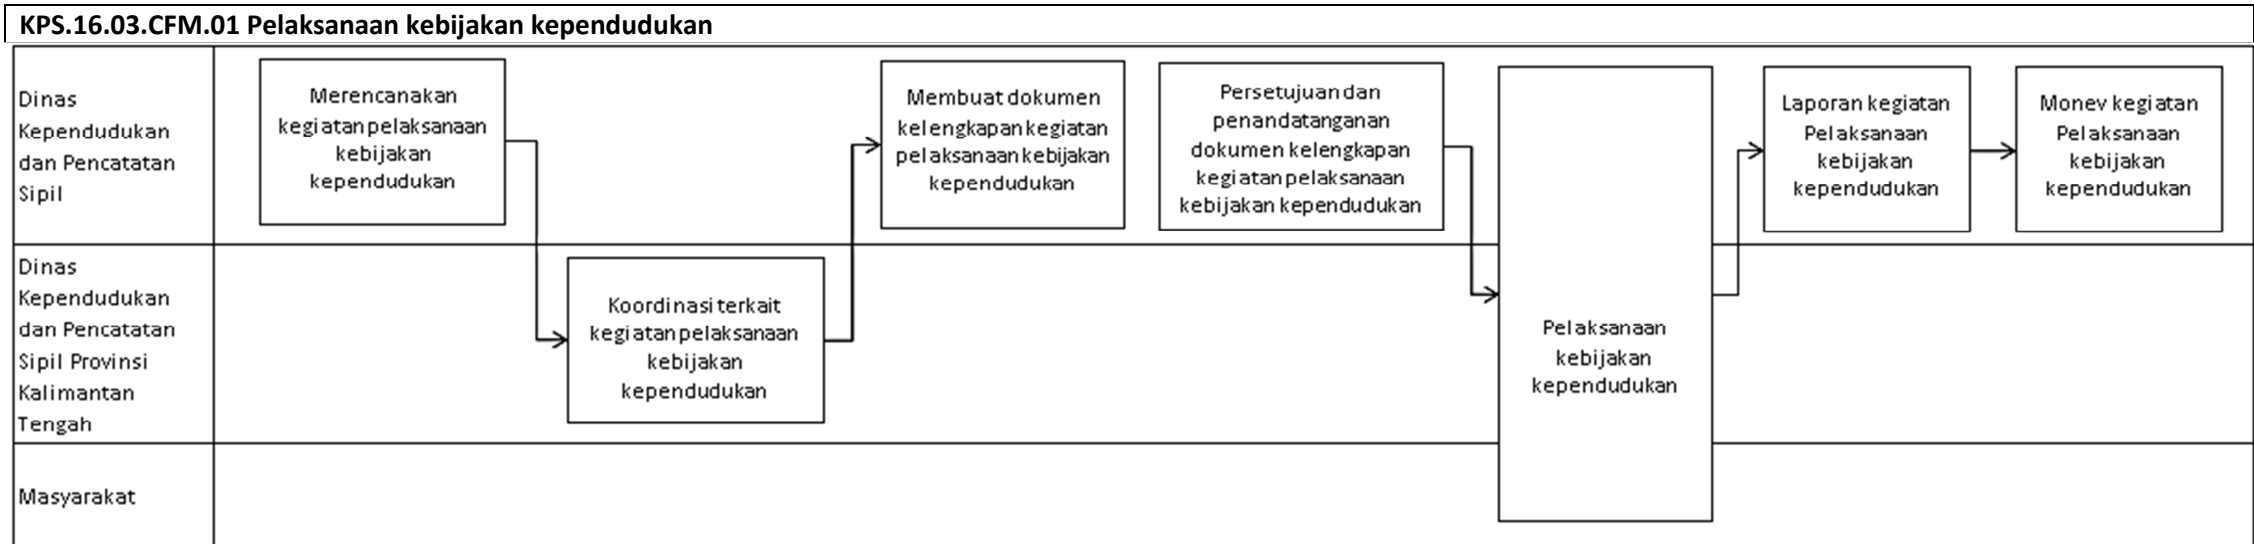 KPS.16.03.CFM.01 Pelaksanaan kebijakan kependudukan
Dinas
Kependudukan
dan Pencatatan
Sipil
Merencanakan
kegiatan pelaksanaan
kebijakan
kependudukan
Membuat dokumen
kelengkapan kegiatan
pelaksanaan kebijakan
kependudukan
Persetujuan dan
penandatanganan
dokumen kelengkapan
kegiatan pelaksanaan
kebijakan kependudukan
Laporan kegiatan
Pelaksanaan
kebijakan
kependudukan
Monev kegiatan
Pelaksanaan
kebijakan
kependudukan
Dinas
Kependudukan
dan Pencatatan
Sipil Provinsi
Kalimantan
Tengah
Koordinasi terkait
kegiatan pelaksanaan
kebijakan
kependudukan
Pelaksanaan
kebijakan
kependudukan
Masyarakat